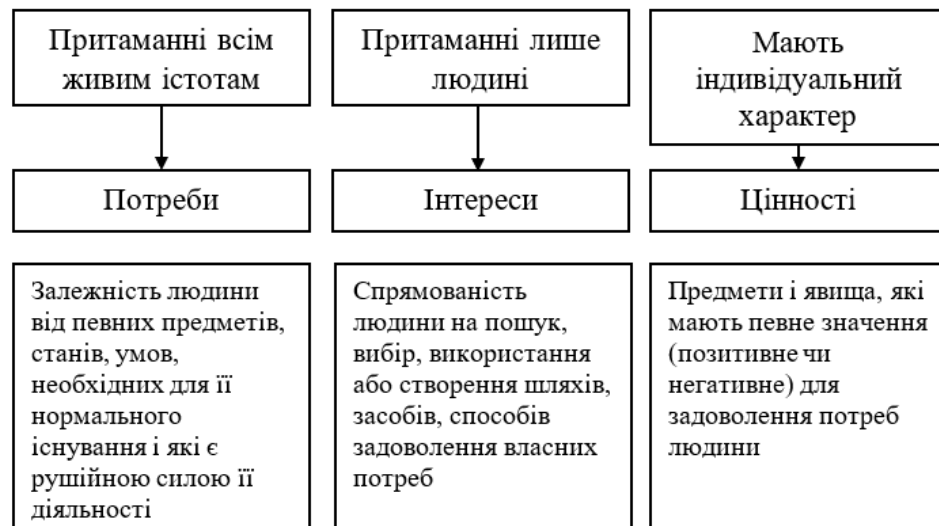 Притаманні всім
живим істотам
Притаманні лише
людині
Мають
індивідуальний
характер
Потреби
Інтереси
Цінності
Залежність людини
від певних предметів,
станів, умов,
необхідних для її
нормального
існування і які є
рушійною силою її
діяльності
Спрямованість
людини на пошук,
вибір, використання
або створення шляхів,
засобів, способів
задоволення власних
потреб
Предмети і явища, які
мають певне значення
(позитивне чи
негативне) для
задоволення потреб
людини